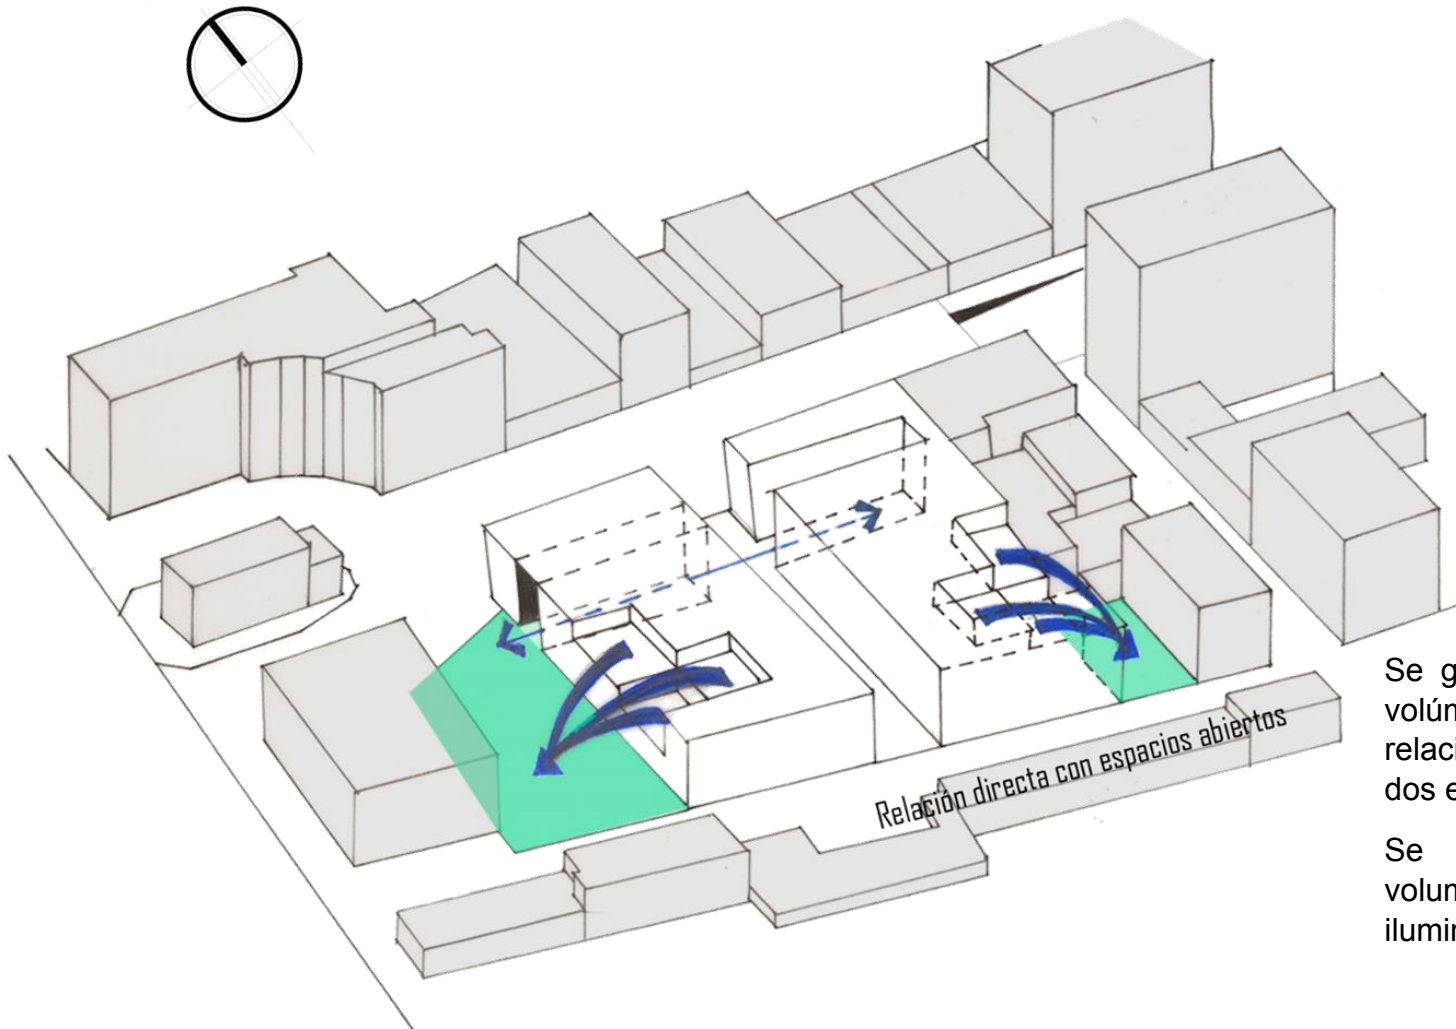 Relación directa con espacios abiertos
Se g
volúm
relaci
dos e
Se
volum
ilumin